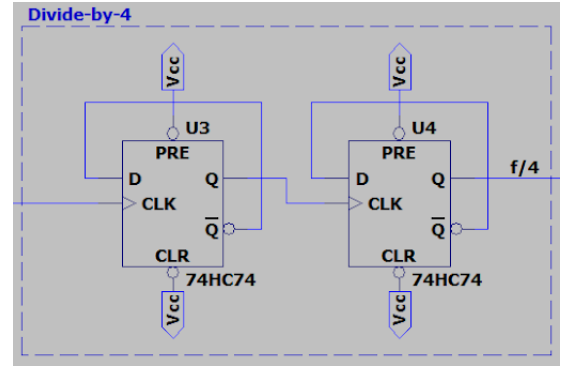 Divide-by-4
Vcc
Vcc
U3
U4
PRE
PRE
D
Q
D
Q
f/4
CLK
CLK
Q
Q
CLR
CLR
74HC74
74HC74
Vcc
Vcc